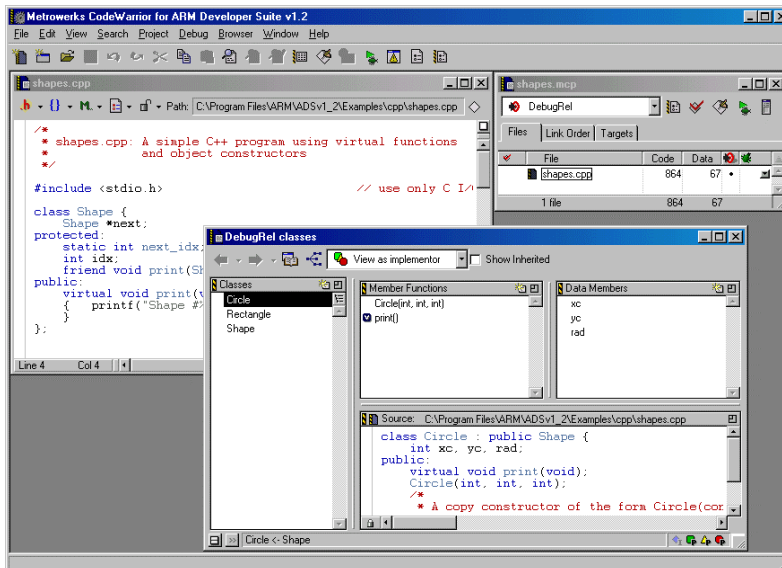 Metrowerks CodeWarrior for ARM Developer Suite v1.2
File Edit View Search Project Debug Browser Window Help
shapes.cpp
.h {} M. Path: C:\Program Files\ARM\ADSv1_2\Examples\cpp\shapes.cpp
/*
* shapes.cpp: A simple C++ program using virtual functions
* and object constructors
*/
#include <stdio.h> // use only C I/
class Shape {
Shape *next;
protected:
static int next_idx;
int idx;
friend void print(Sh
public:
virtual void print(v
{ printf("Shape #%
}
};
Line 4 Col 4
shapes.mcp
DebugRel
Files Link Order Targets
File Code Data
shapes.cpp 864 67
1 file 864 67
DebugRel classes
View as implementor Show Inherited
Classes
Circle
Rectangle
Shape
Member Functions
Circle(int, int, int)
print()
Data Members
xc
yc
rad
Source: C:\Program Files\ARM\ADSv1_2\Examples\cpp\shapes.cpp
class Circle : public Shape {
int xc, yc, rad;
public:
virtual void print(void);
Circle(int, int, int);
/*
* A copy constructor of the form Circle(con
Circle <- Shape